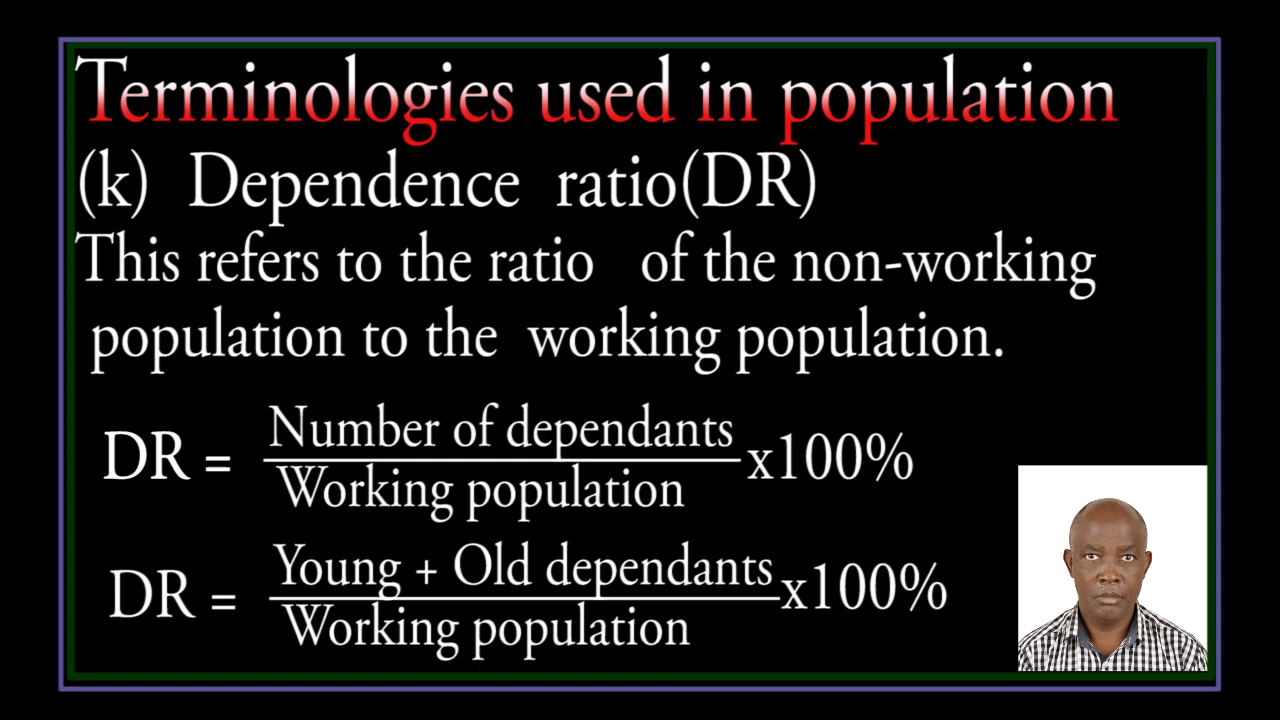 Terminologies used in population
(k) Dependence ratio(DR)
This refers to the ratio of the non-working
population to the working population.
DR = Number of dependants
Working population x100%
DR = Young + Old dependants
Working population x100%